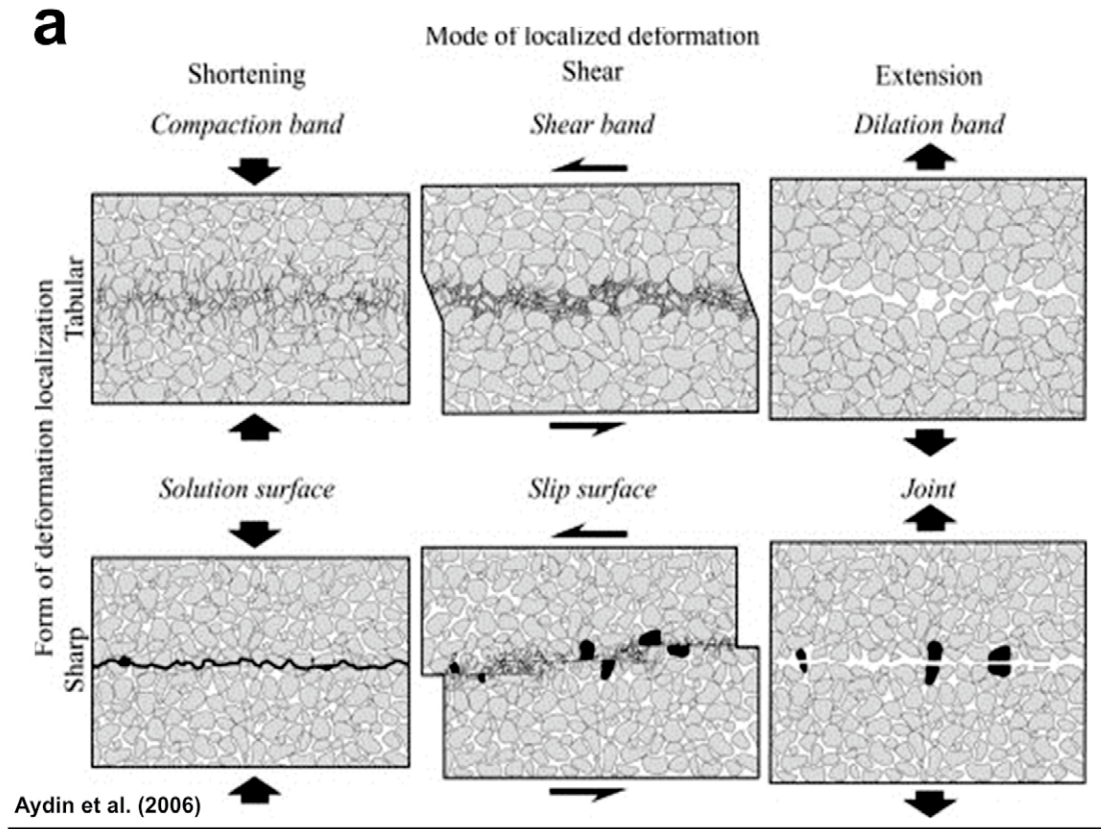 a
Mode of localized deformation
Shortening
Shear
Extension
Compaction band
Shear band
Dilation band
Form of deformation localization
Tabular
Solution surface
Slip surface
Joint
Sharp
Aydin et al. (2006)